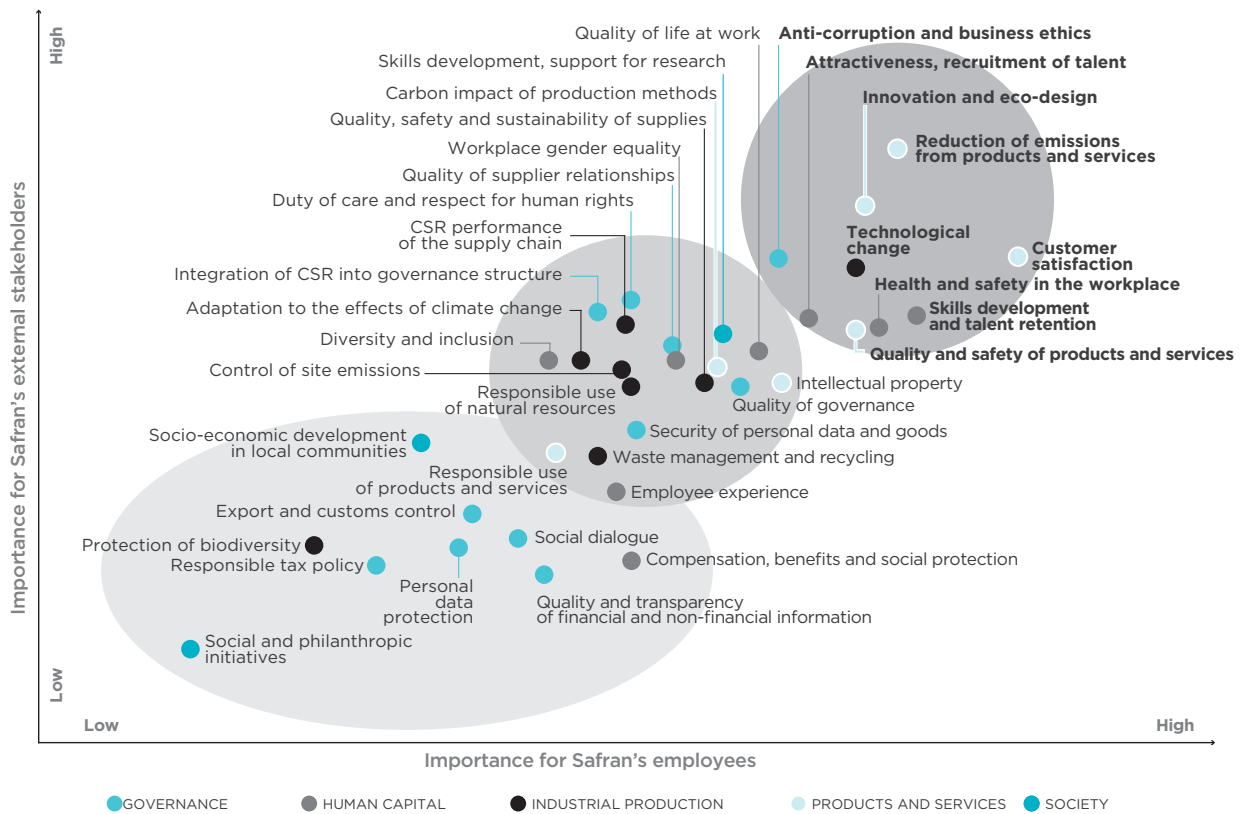 High
Quality of life at work
Anti-corruption and business ethics
Skills development, support for research
Attractiveness, recruitment of talent
Carbon impact of production methods
Innovation and eco-design
Quality, safety and sustainability of supplies
Workplace gender equality
Reduction of emissions
from products and services
Quality of supplier relationships
Duty of care and respect for human rights
CSR performance
of the supply chain
Technological
change
Customer
satisfaction
Integration of CSR into governance structure
Health and safety in the workplace
Adaptation to the effects of climate change
Skills development
and talent retention
Diversity and inclusion
Quality and safety of products and services
Control of site emissions
Responsible use
of natural resources
Intellectual property
Quality of governance
Socio-economic development
in local communities
Security of personal data and goods
Waste management and recycling
Responsible use
of products and services
Employee experience
Export and customs control
Social dialogue
Protection of biodiversity
Responsible tax policy
Compensation, benefits and social protection
Personal
data
protection
Quality and transparency
of financial and non-financial information
Social and philanthropic
initiatives
Importance for Safran's external stakeholders
Low
Low
High
Importance for Safran's employees
GOVERNANCE
HUMAN CAPITAL
INDUSTRIAL PRODUCTION
PRODUCTS AND SERVICES
SOCIETY